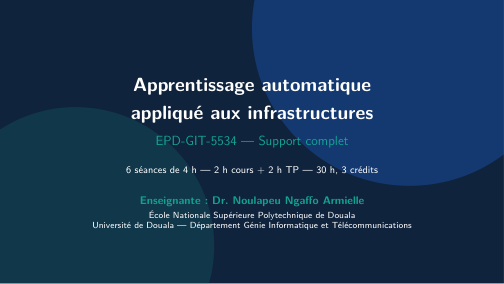 Apprentissage automatique
appliqué aux infrastructures
EPD-GIT-5534 — Support complet
6 séances de 4 h — 2 h cours + 2 h TP — 30 h, 3 crédits
Enseignante : Dr. Noulapeu Ngaffo Armielle
École Nationale Supérieure Polytechnique de Douala
Université de Douala — Département Génie Informatique et Télécommunications